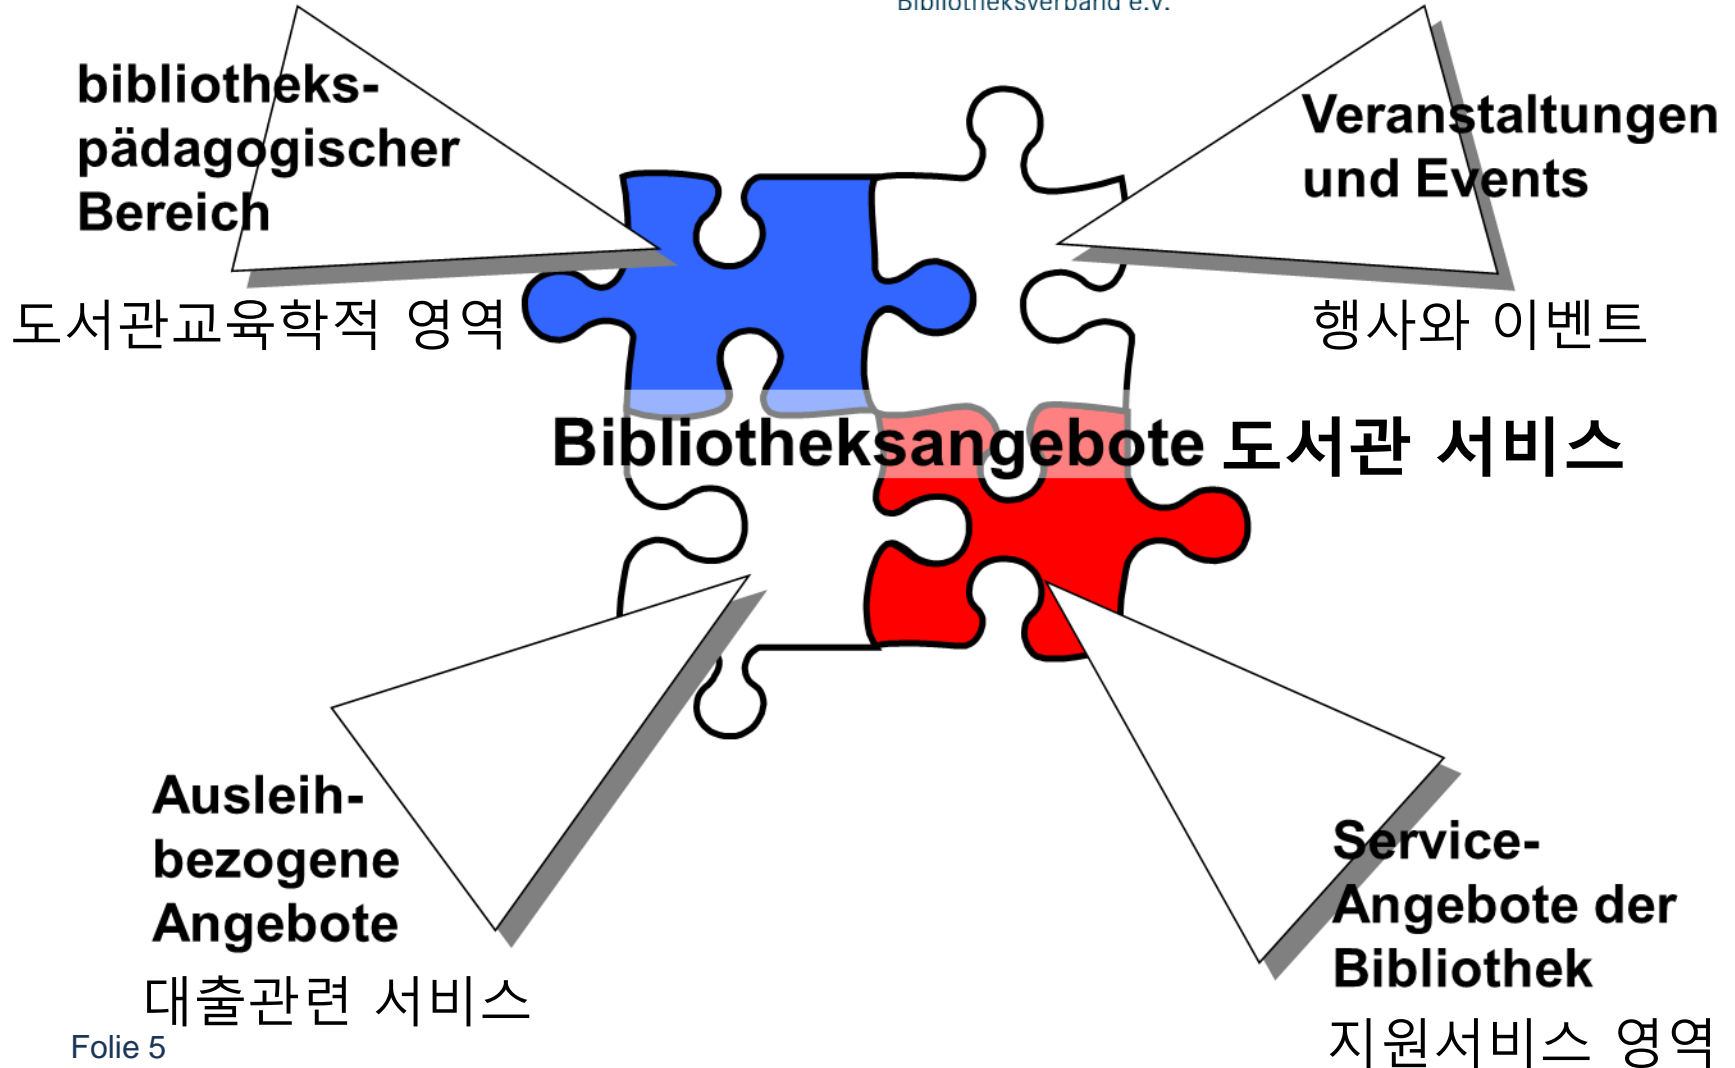 Bibliotheksverband e.V.
bibliotheks-
pädagogischer
Bereich
도서관교육학적 영역
Veranstaltungen
und Events
행사와 이벤트
Bibliotheksangebote 도서관 서비스
Ausleih-
bezogene
Angebote
대출관련 서비스
Service-
Angebote der
Bibliothek
지원서비스 영역
Folie 5